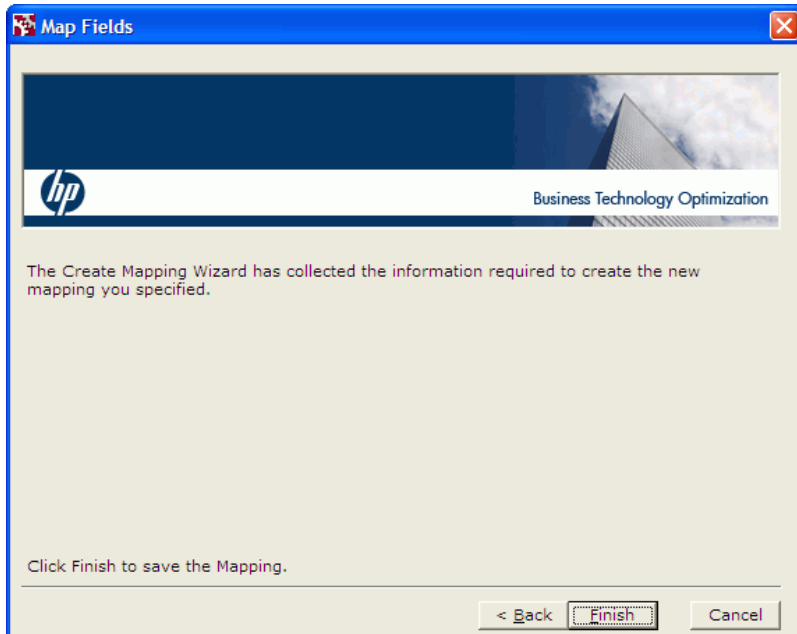 Map Fields
hp
Business Technology Optimization
The Create Mapping Wizard has collected the information required to create the new
mapping you specified.
Click Finish to save the Mapping.
< Back
Finish
Cancel